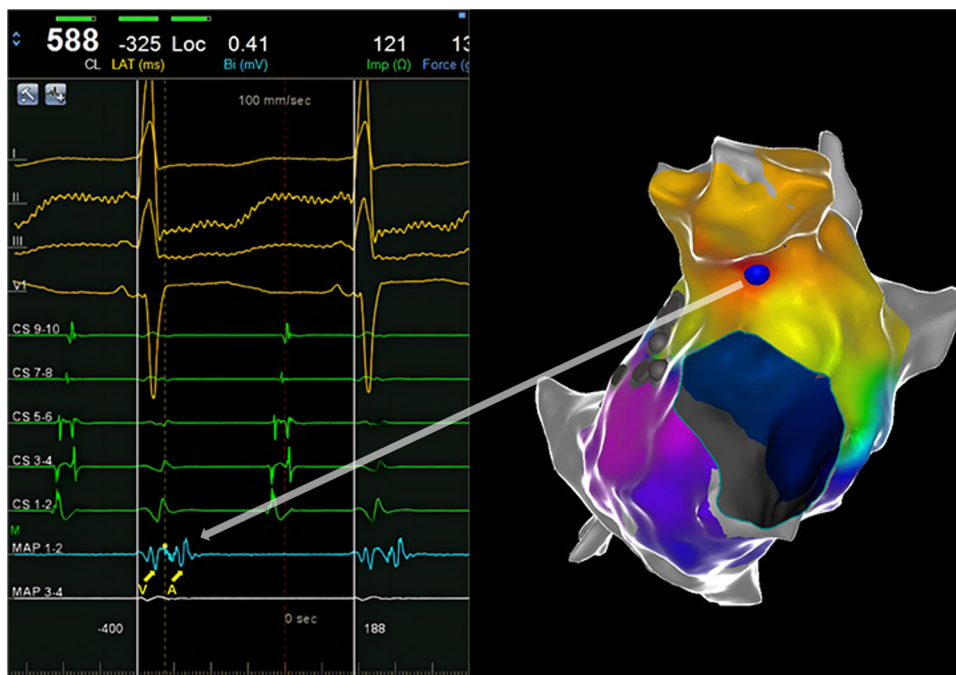 588 -325 Loc 0.41 121 13
CL LAT (ms) Bi (mV) Imp (Ω) Force (g
100 mm/sec
I
II
III
V1
CS 9-10
CS 7-8
CS 5-6
CS 3-4
CS 1-2
M
MAP 1-2
V A
MAP 3-4
-400 0 sec 188